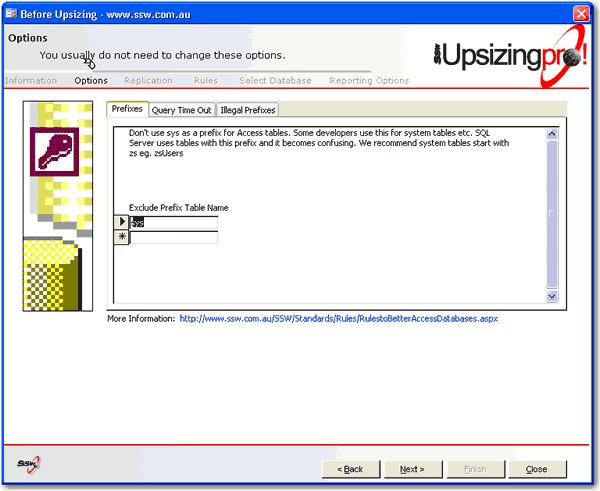 Before Upsizing - www.ssw.com.au
Options
You usually do not need to change these options.
SSW Upsizingpro!
Information Options Replication Rules Select Database Reporting Options
Prefixes Query Time Out Illegal Prefixes
Don't use sys as a prefix for Access tables. Some developers use this for system tables etc. SQL
Server uses tables with this prefix and it becomes confusing. We recommend system tables start with
zs eg. zsUsers
Exclude Prefix Table Name
sys
More Information: http://www.ssw.com.au/SSW/Standards/Rules/RulestoBetterAccessDatabases.aspx
SSW
< Back Next > Finish Close